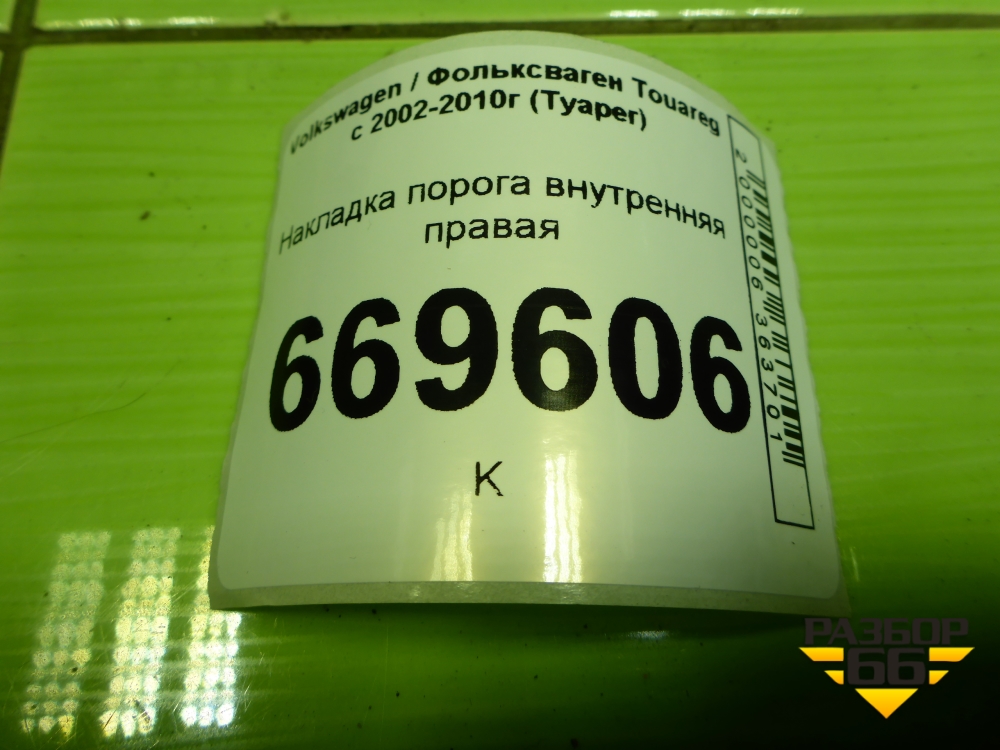 Volkswagen / Фольксваген Touareg
с 2002-2010г (Туарег)
Накладка порога внутренняя
правая
669606
К
2000006363701
РАЗБОР
66